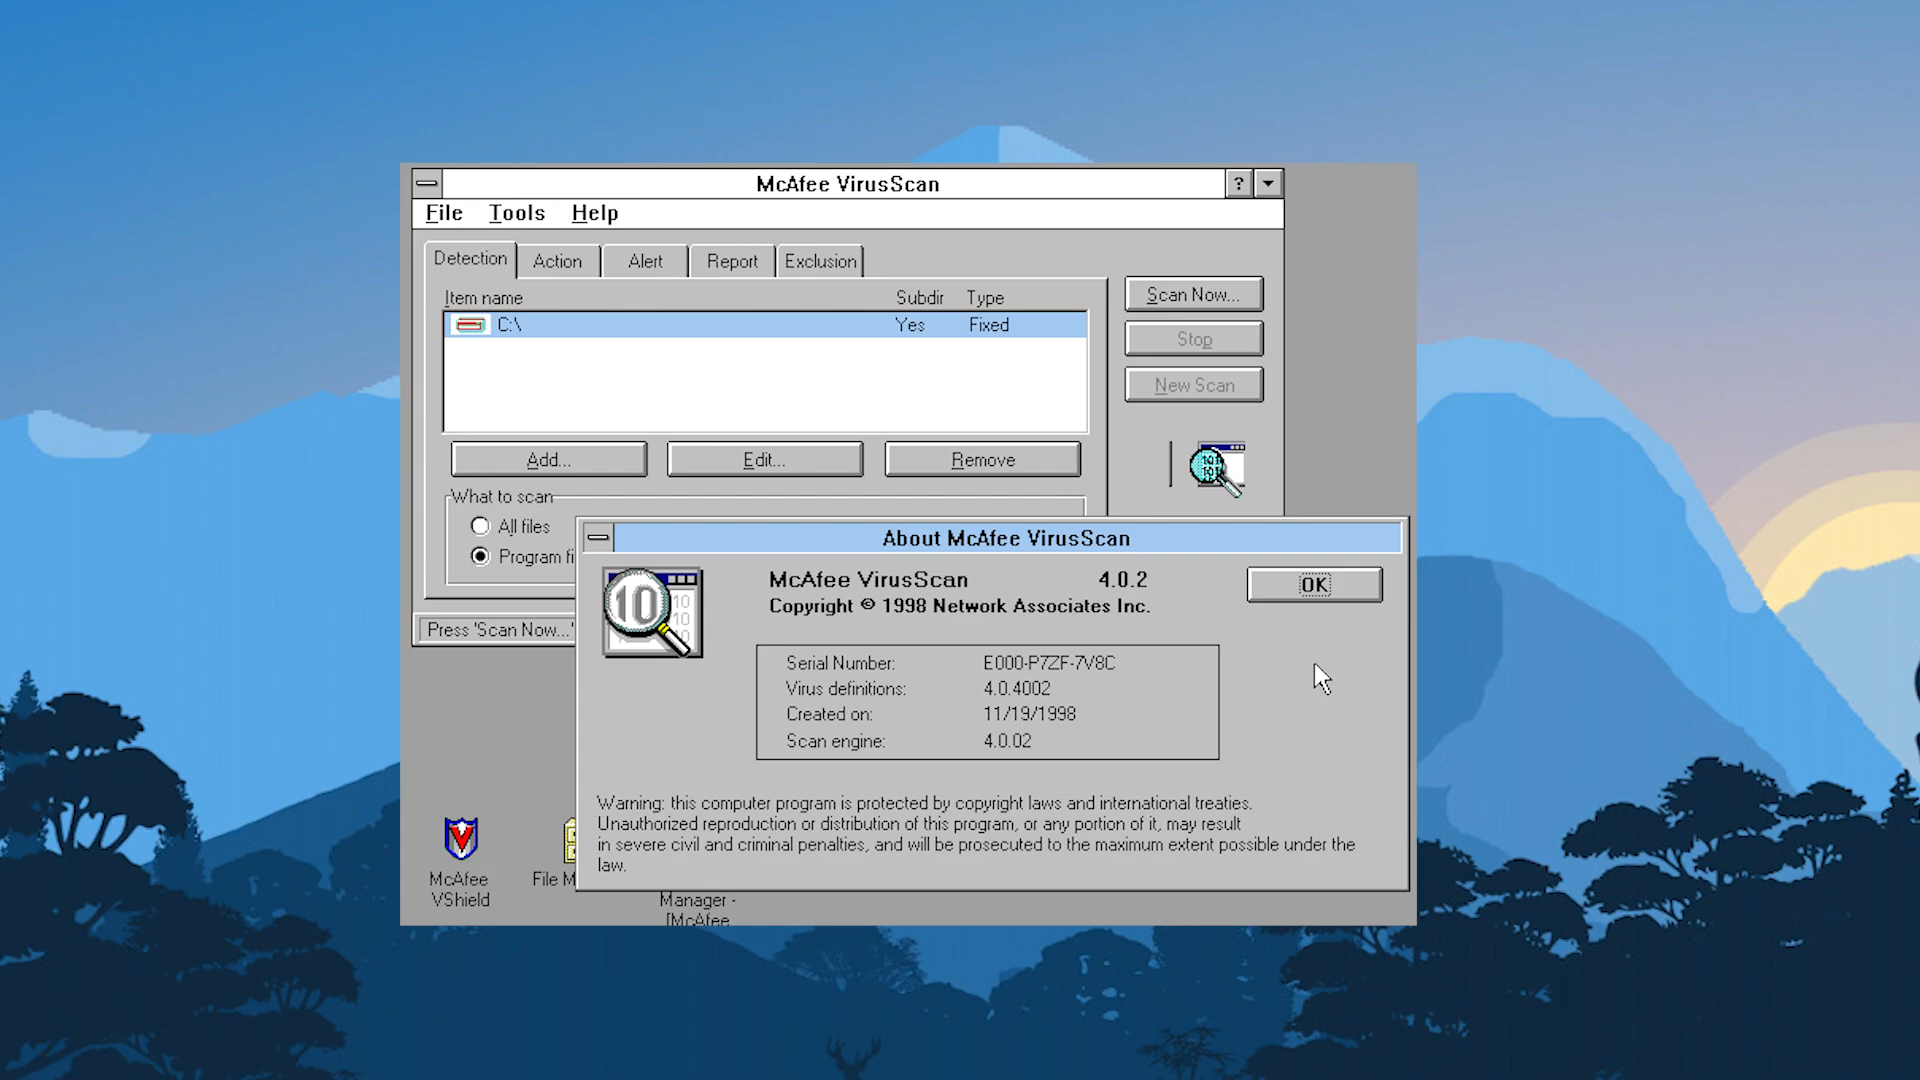 McAfee VirusScan
?
File Tools Help
Detection Action Alert Report Exclusion
Item name Subdir Type
C:\ Yes Fixed
Scan Now...
Stop
New Scan
Add... Edit... Remove
What to scan
All files
Program fi
Press 'Scan Now...'
About McAfee VirusScan
McAfee VirusScan 4.0.2
Copyright © 1998 Network Associates Inc.
OK
Serial Number: E000-P7ZF-7V8C
Virus definitions: 4.0.4002
Created on: 11/19/1998
Scan engine: 4.0.02
Warning: this computer program is protected by copyright laws and international treaties.
Unauthorized reproduction or distribution of this program, or any portion of it, may result
in severe civil and criminal penalties, and will be prosecuted to the maximum extent possible under the
law.
McAfee
VShield
File M
Manager -
[McAfee